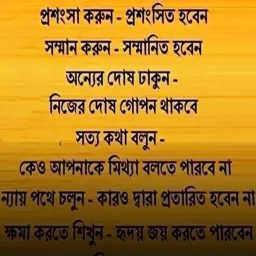 প্রশংসা করুন - প্রশংসিত হবেন
সম্মান করুন - সম্মানিত হবেন
অন্যের দোষ ঢাকুন -
নিজের দোষ গোপন থাকবে
সত্য কথা বলুন -
কেও আপনাকে মিথ্যা বলতে পারবে না
ন্যায় পথে চলুন - কারও দ্বারা প্রতারিত হবেন না
ক্ষমা করতে শিখুন - হৃদয় জয় করতে পারবেন